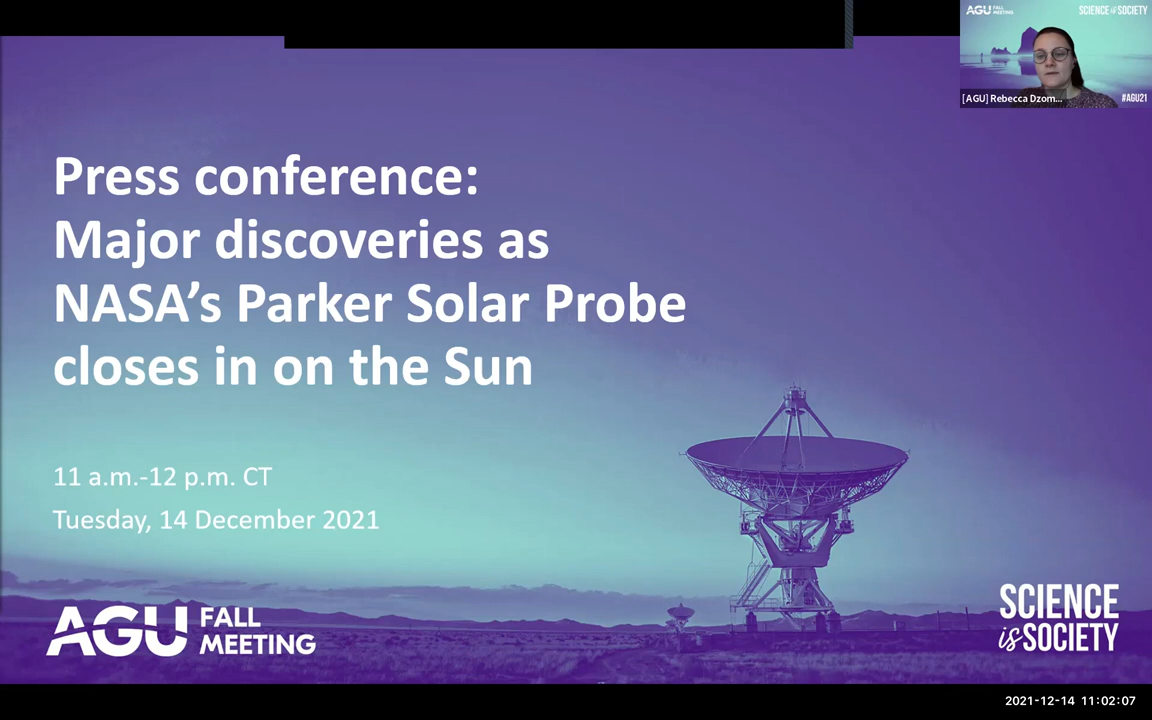 AGU FALL MEETING
SCIENCE is SOCIETY
[AGU] Rebecca Dzom...
#AGU21
Press conference:
Major discoveries as
NASA's Parker Solar Probe
closes in on the Sun
11 a.m.-12 p.m. CT
Tuesday, 14 December 2021
AGU FALL
MEETING
SCIENCE
is SOCIETY
2021-12-14 11:02:07